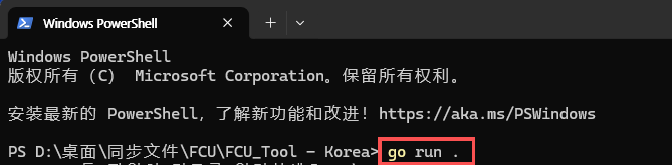 Windows PowerShell
Windows PowerShell
版权所有 (C) Microsoft Corporation。保留所有权利。
安装最新的 PowerShell，了解新功能和改进！https://aka.ms/PSWindows
PS D:\桌面\同步文件\FCU\FCU_Tool - Korea> go run .